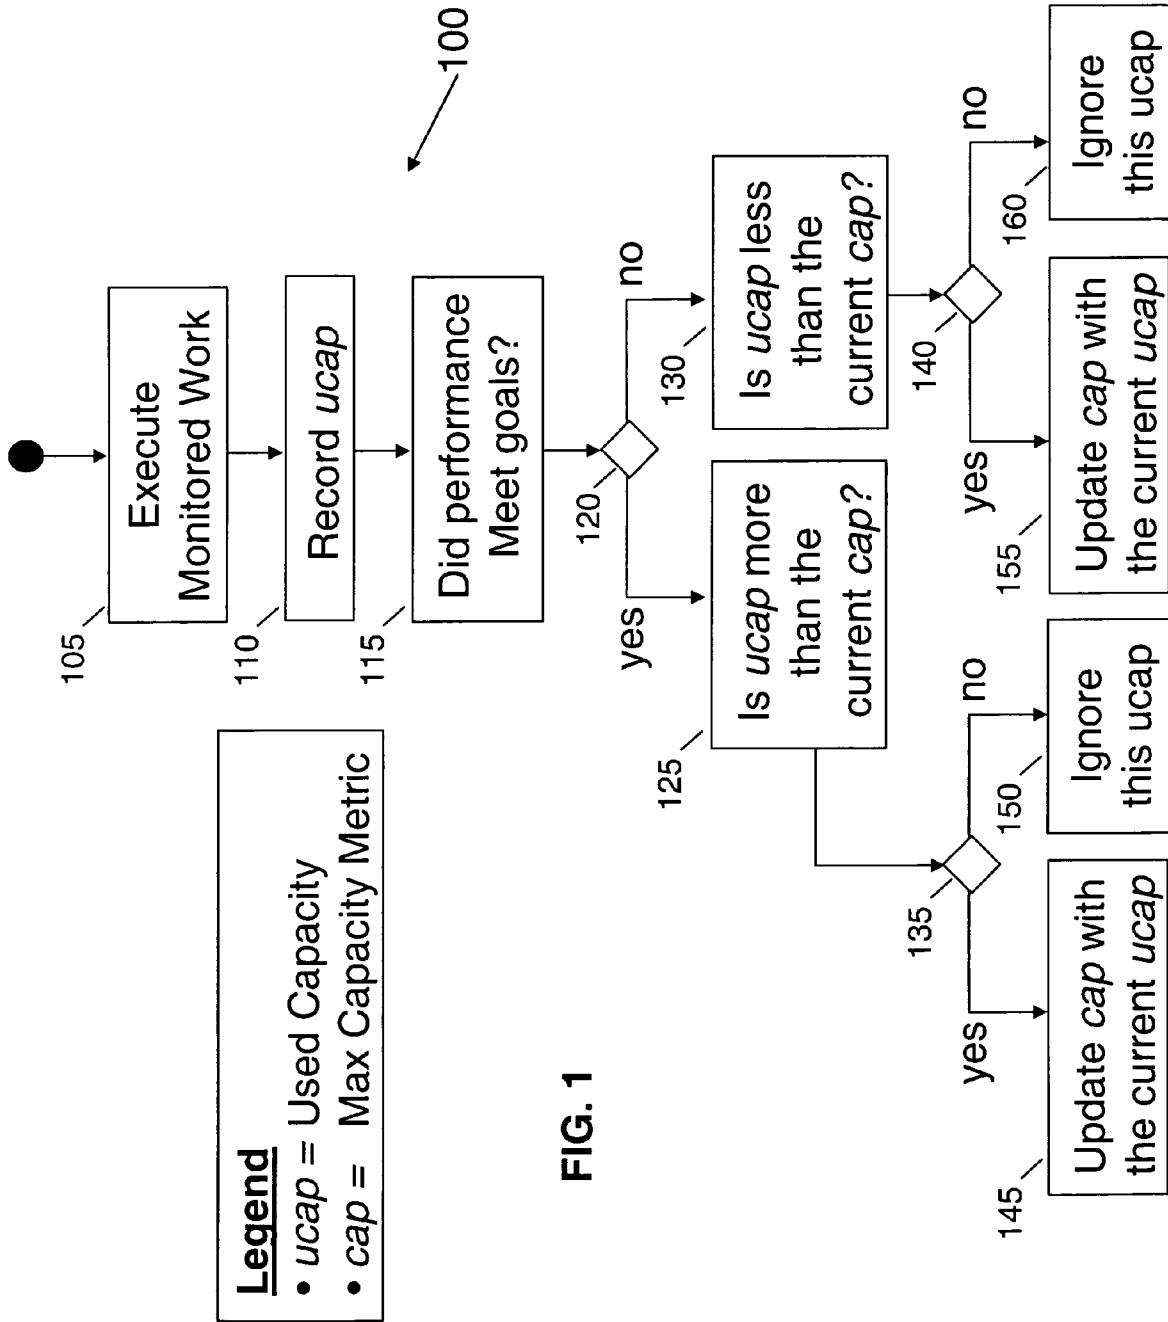 100
105
Execute
Monitored Work
110
Record ucap
115
Did performance
Meet goals?
120
yes
no
125
Is ucap more
than the
current cap?
130
Is ucap less
than the
current cap?
135
yes
no
140
yes
no
145
Update cap with
the current ucap
150
Ignore
this ucap
155
Update cap with
the current ucap
160
Ignore
this ucap
Legend
• ucap = Used Capacity
• cap = Max Capacity Metric
FIG. 1